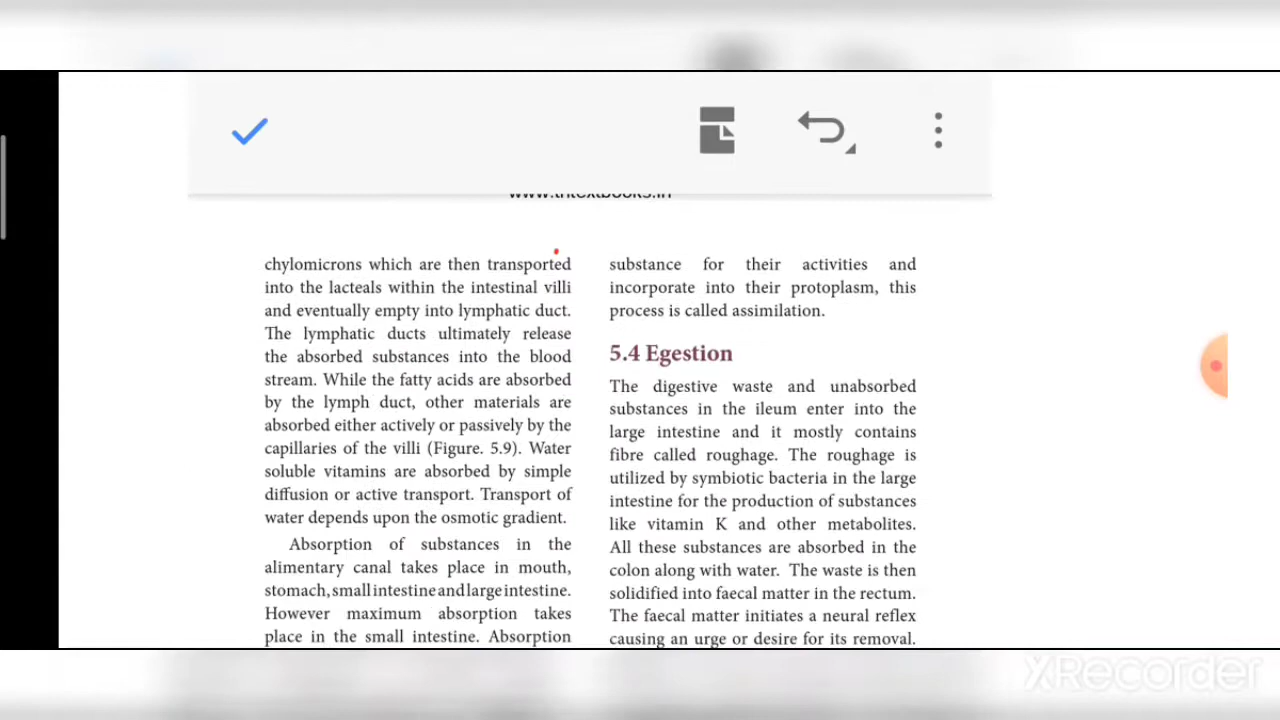 www.tntextbooks.in
chylomicrons which are then transported
into the lacteals within the intestinal villi
and eventually empty into lymphatic duct.
The lymphatic ducts ultimately release
the absorbed substances into the blood
stream. While the fatty acids are absorbed
by the lymph duct, other materials are
absorbed either actively or passively by the
capillaries of the villi (Figure. 5.9). Water
soluble vitamins are absorbed by simple
diffusion or active transport. Transport of
water depends upon the osmotic gradient.
Absorption of substances in the
alimentary canal takes place in mouth,
stomach, small intestine and large intestine.
However maximum absorption takes
place in the small intestine. Absorption
substance for their activities and
incorporate into their protoplasm, this
process is called assimilation.
5.4 Egestion
The digestive waste and unabsorbed
substances in the ileum enter into the
large intestine and it mostly contains
fibre called roughage. The roughage is
utilized by symbiotic bacteria in the large
intestine for the production of substances
like vitamin K and other metabolites.
All these substances are absorbed in the
colon along with water. The waste is then
solidified into faecal matter in the rectum.
The faecal matter initiates a neural reflex
causing an urge or desire for its removal.
XRecorder